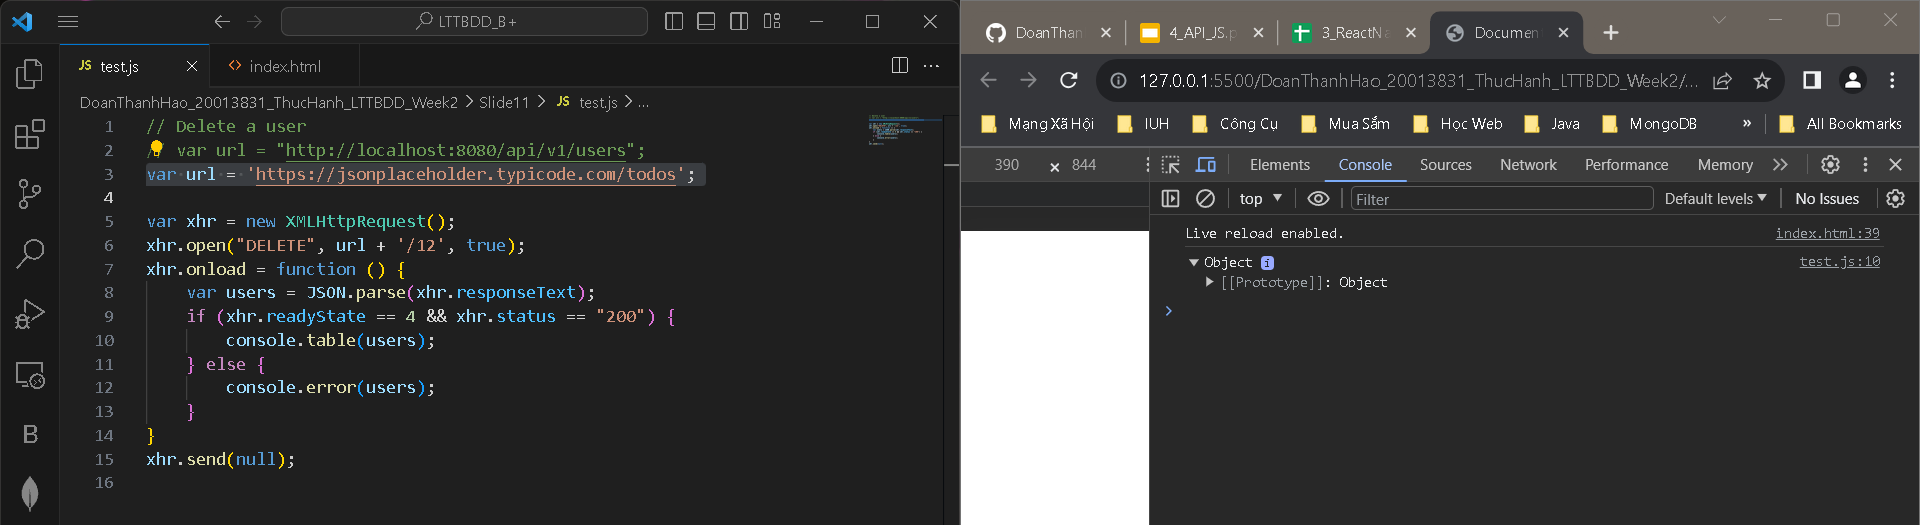 LTTBDD_B+
JS test.js
index.html
DoanThanhHao_20013831_ThucHanh_LTTBDD_Week2 > Slide11 > JS test.js > ...
1 // Delete a user
2 // var url = "http://localhost:8080/api/v1/users";
3 var url = 'https://jsonplaceholder.typicode.com/todos';
4
5 var xhr = new XMLHttpRequest();
6 xhr.open("DELETE", url + '/12', true);
7 xhr.onload = function () {
8 var users = JSON.parse(xhr.responseText);
9 if (xhr.readyState == 4 && xhr.status == "200") {
10 console.table(users);
11 } else {
12 console.error(users);
13 }
14 }
15 xhr.send(null);
16
B
DoanThan
4_API_JS.p
3_ReactNa
Documen
127.0.0.1:5500/DoanThanhHao_20013831_ThucHanh_LTTBDD_Week2/...
Mạng Xã Hội
IUH
Công Cụ
Mua Sắm
Học Web
Java
MongoDB
»
All Bookmarks
390 × 844
Elements
Console
Sources
Network
Performance
Memory
top
Filter
Default levels
No Issues
Live reload enabled. index.html:39
Object i test.js:10
[[Prototype]]: Object